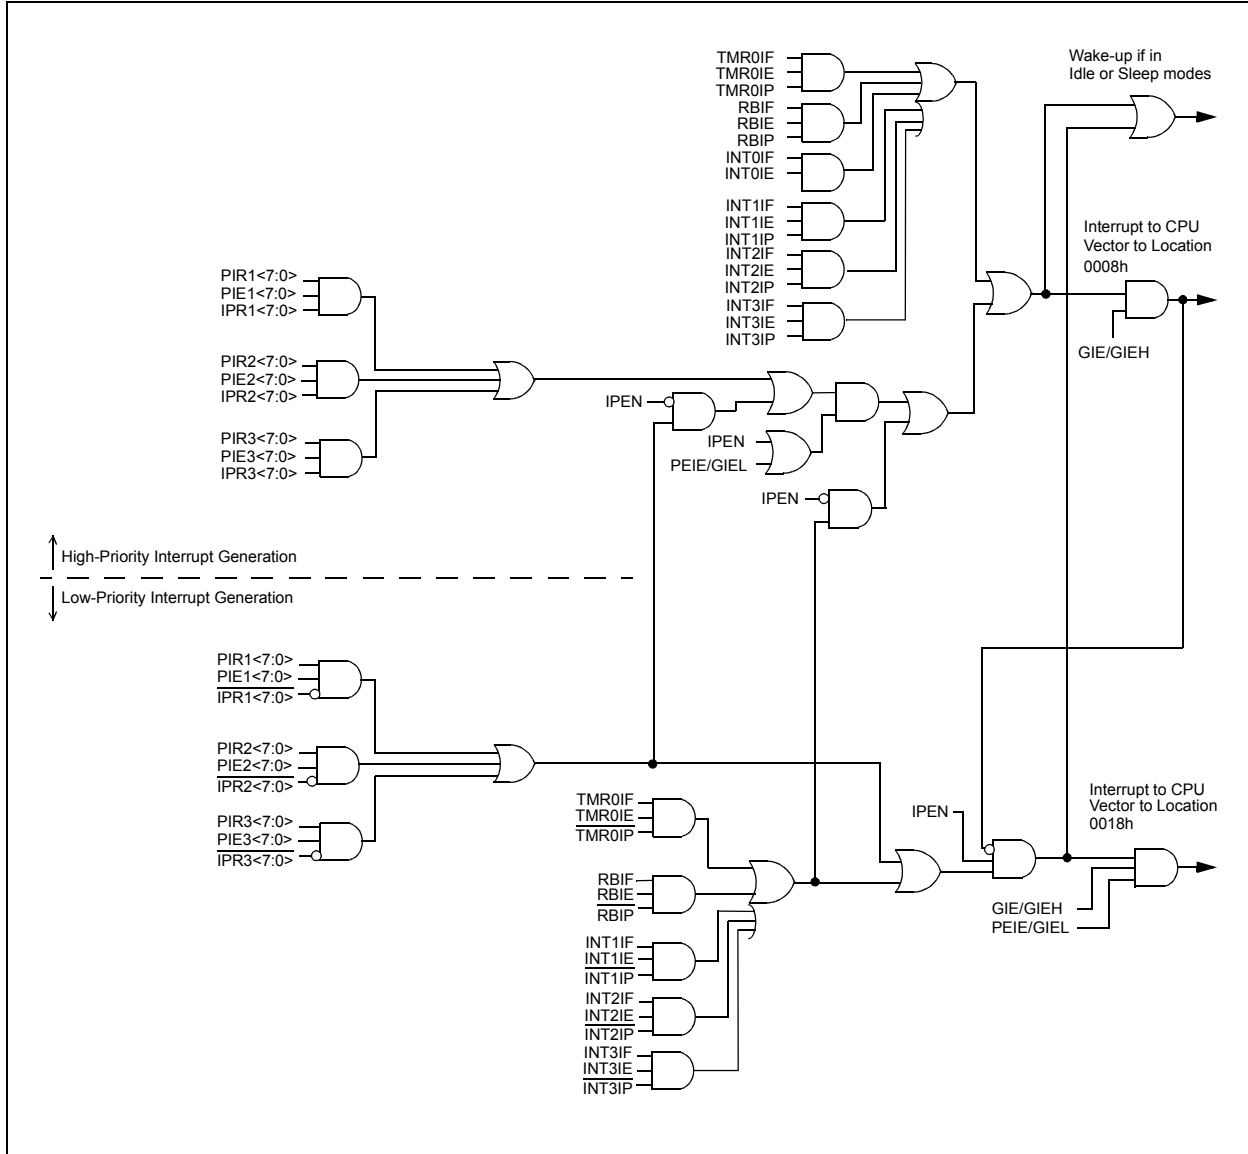 Wake-up if in
Idle or Sleep modes
TMR0IF
TMR0IE
TMR0IP
RBIF
RBIE
RBIP
INT0IF
INT0IE
INT1IF
INT1IE
INT1IP
INT2IF
INT2IE
INT2IP
INT3IF
INT3IE
INT3IP
Interrupt to CPU
Vector to Location
0008h
GIE/GIEH
PIR1<7:0>
PIE1<7:0>
IPR1<7:0>
PIR2<7:0>
PIE2<7:0>
IPR2<7:0>
PIR3<7:0>
PIE3<7:0>
IPR3<7:0>
IPEN
IPEN
PEIE/GIEL
IPEN
High-Priority Interrupt Generation
Low-Priority Interrupt Generation
PIR1<7:0>
PIE1<7:0>
IPR1<7:0>
PIR2<7:0>
PIE2<7:0>
IPR2<7:0>
PIR3<7:0>
PIE3<7:0>
IPR3<7:0>
TMR0IF
TMR0IE
TMR0IP
RBIF
RBIE
RBIP
INT1IF
INT1IE
INT1IP
INT2IF
INT2IE
INT2IP
INT3IF
INT3IE
INT3IP
IPEN
Interrupt to CPU
Vector to Location
0018h
GIE/GIEH
PEIE/GIEL